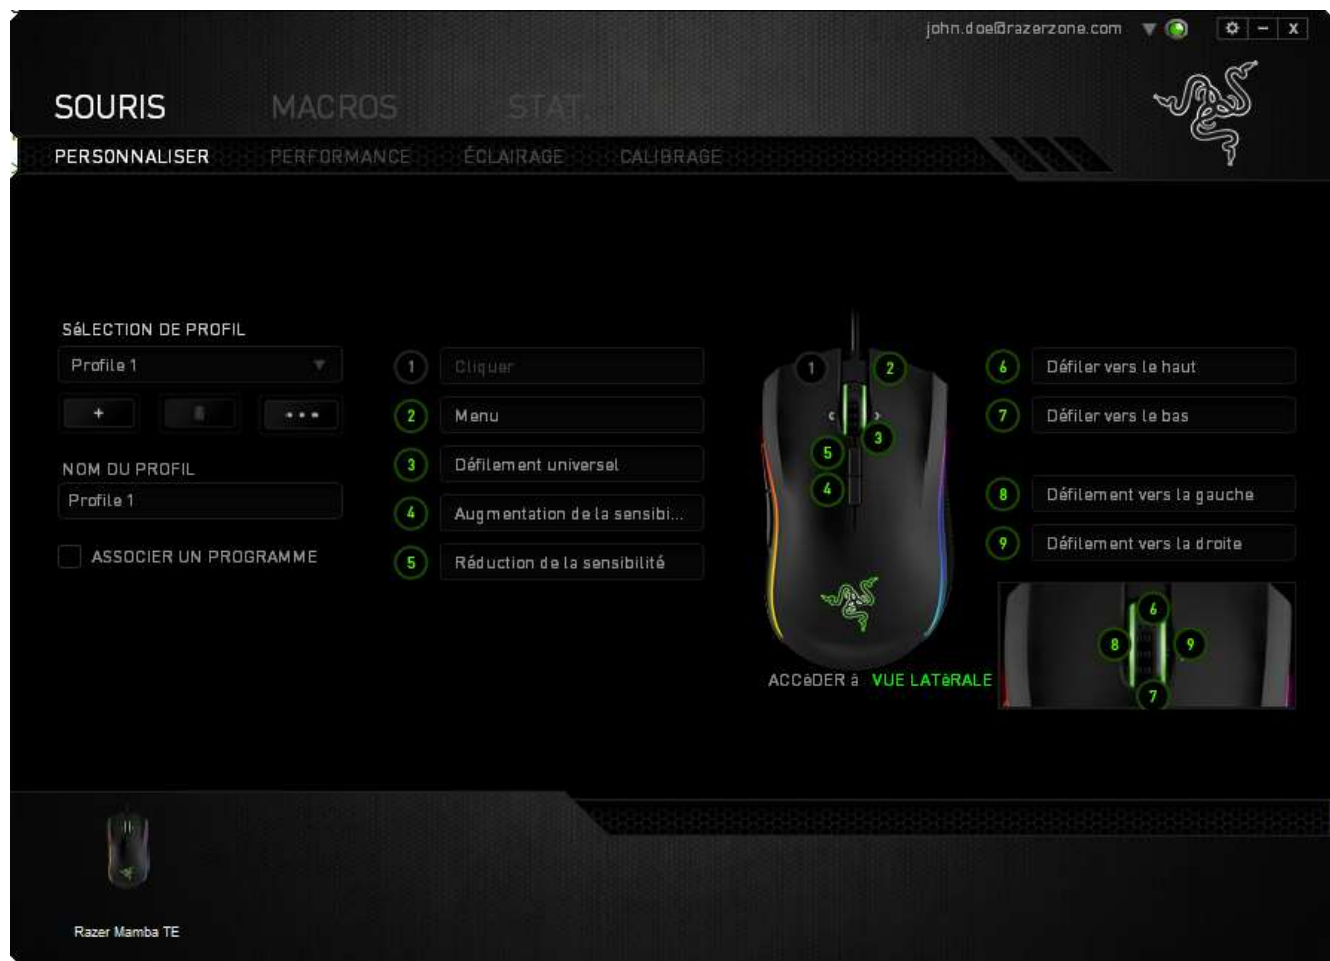 john.doe@razerzone.com
SOURIS MACROS STAT.
PERSONNALISER PERFORMANCE ÉCLAIRAGE CALIBRAGE
SéLECTION DE PROFIL
Profile 1
NOM DU PROFIL
Profile 1
ASSOCIER UN PROGRAMME
1 Cliquer
2 Menu
3 Défilement universel
4 Augmentation de la sensibi...
5 Réduction de la sensibilité
1 2
3
5
4
ACCèDER à VUE LATéRALE
6 Défiler vers le haut
7 Défiler vers le bas
8 Défilement vers la gauche
9 Défilement vers la droite
6
8 9
7
Razer Mamba TE